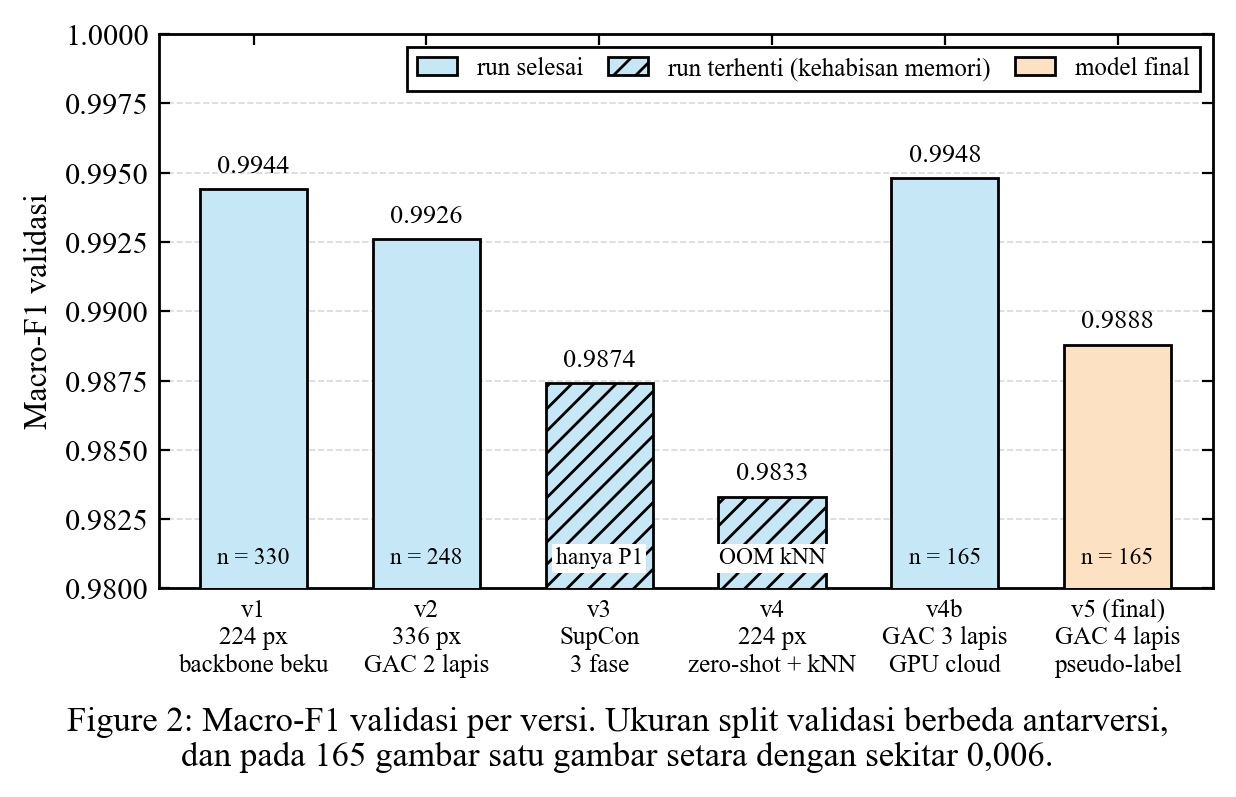 1.0000
0.9975
0.9950
0.9925
0.9900
0.9875
0.9850
0.9825
0.9800
Macro-F1 validasi
run selesai
run terhenti (kehabisan memori)
model final
0.9944
0.9926
0.9874
0.9833
0.9948
0.9888
n = 330
n = 248
hanya P1
OOM kNN
n = 165
n = 165
v1
224 px
backbone beku
v2
336 px
GAC 2 lapis
v3
SupCon
3 fase
v4
224 px
zero-shot + kNN
v4b
GAC 3 lapis
GPU cloud
v5 (final)
GAC 4 lapis
pseudo-label
Figure 2: Macro-F1 validasi per versi. Ukuran split validasi berbeda antarversi,
dan pada 165 gambar satu gambar setara dengan sekitar 0,006.